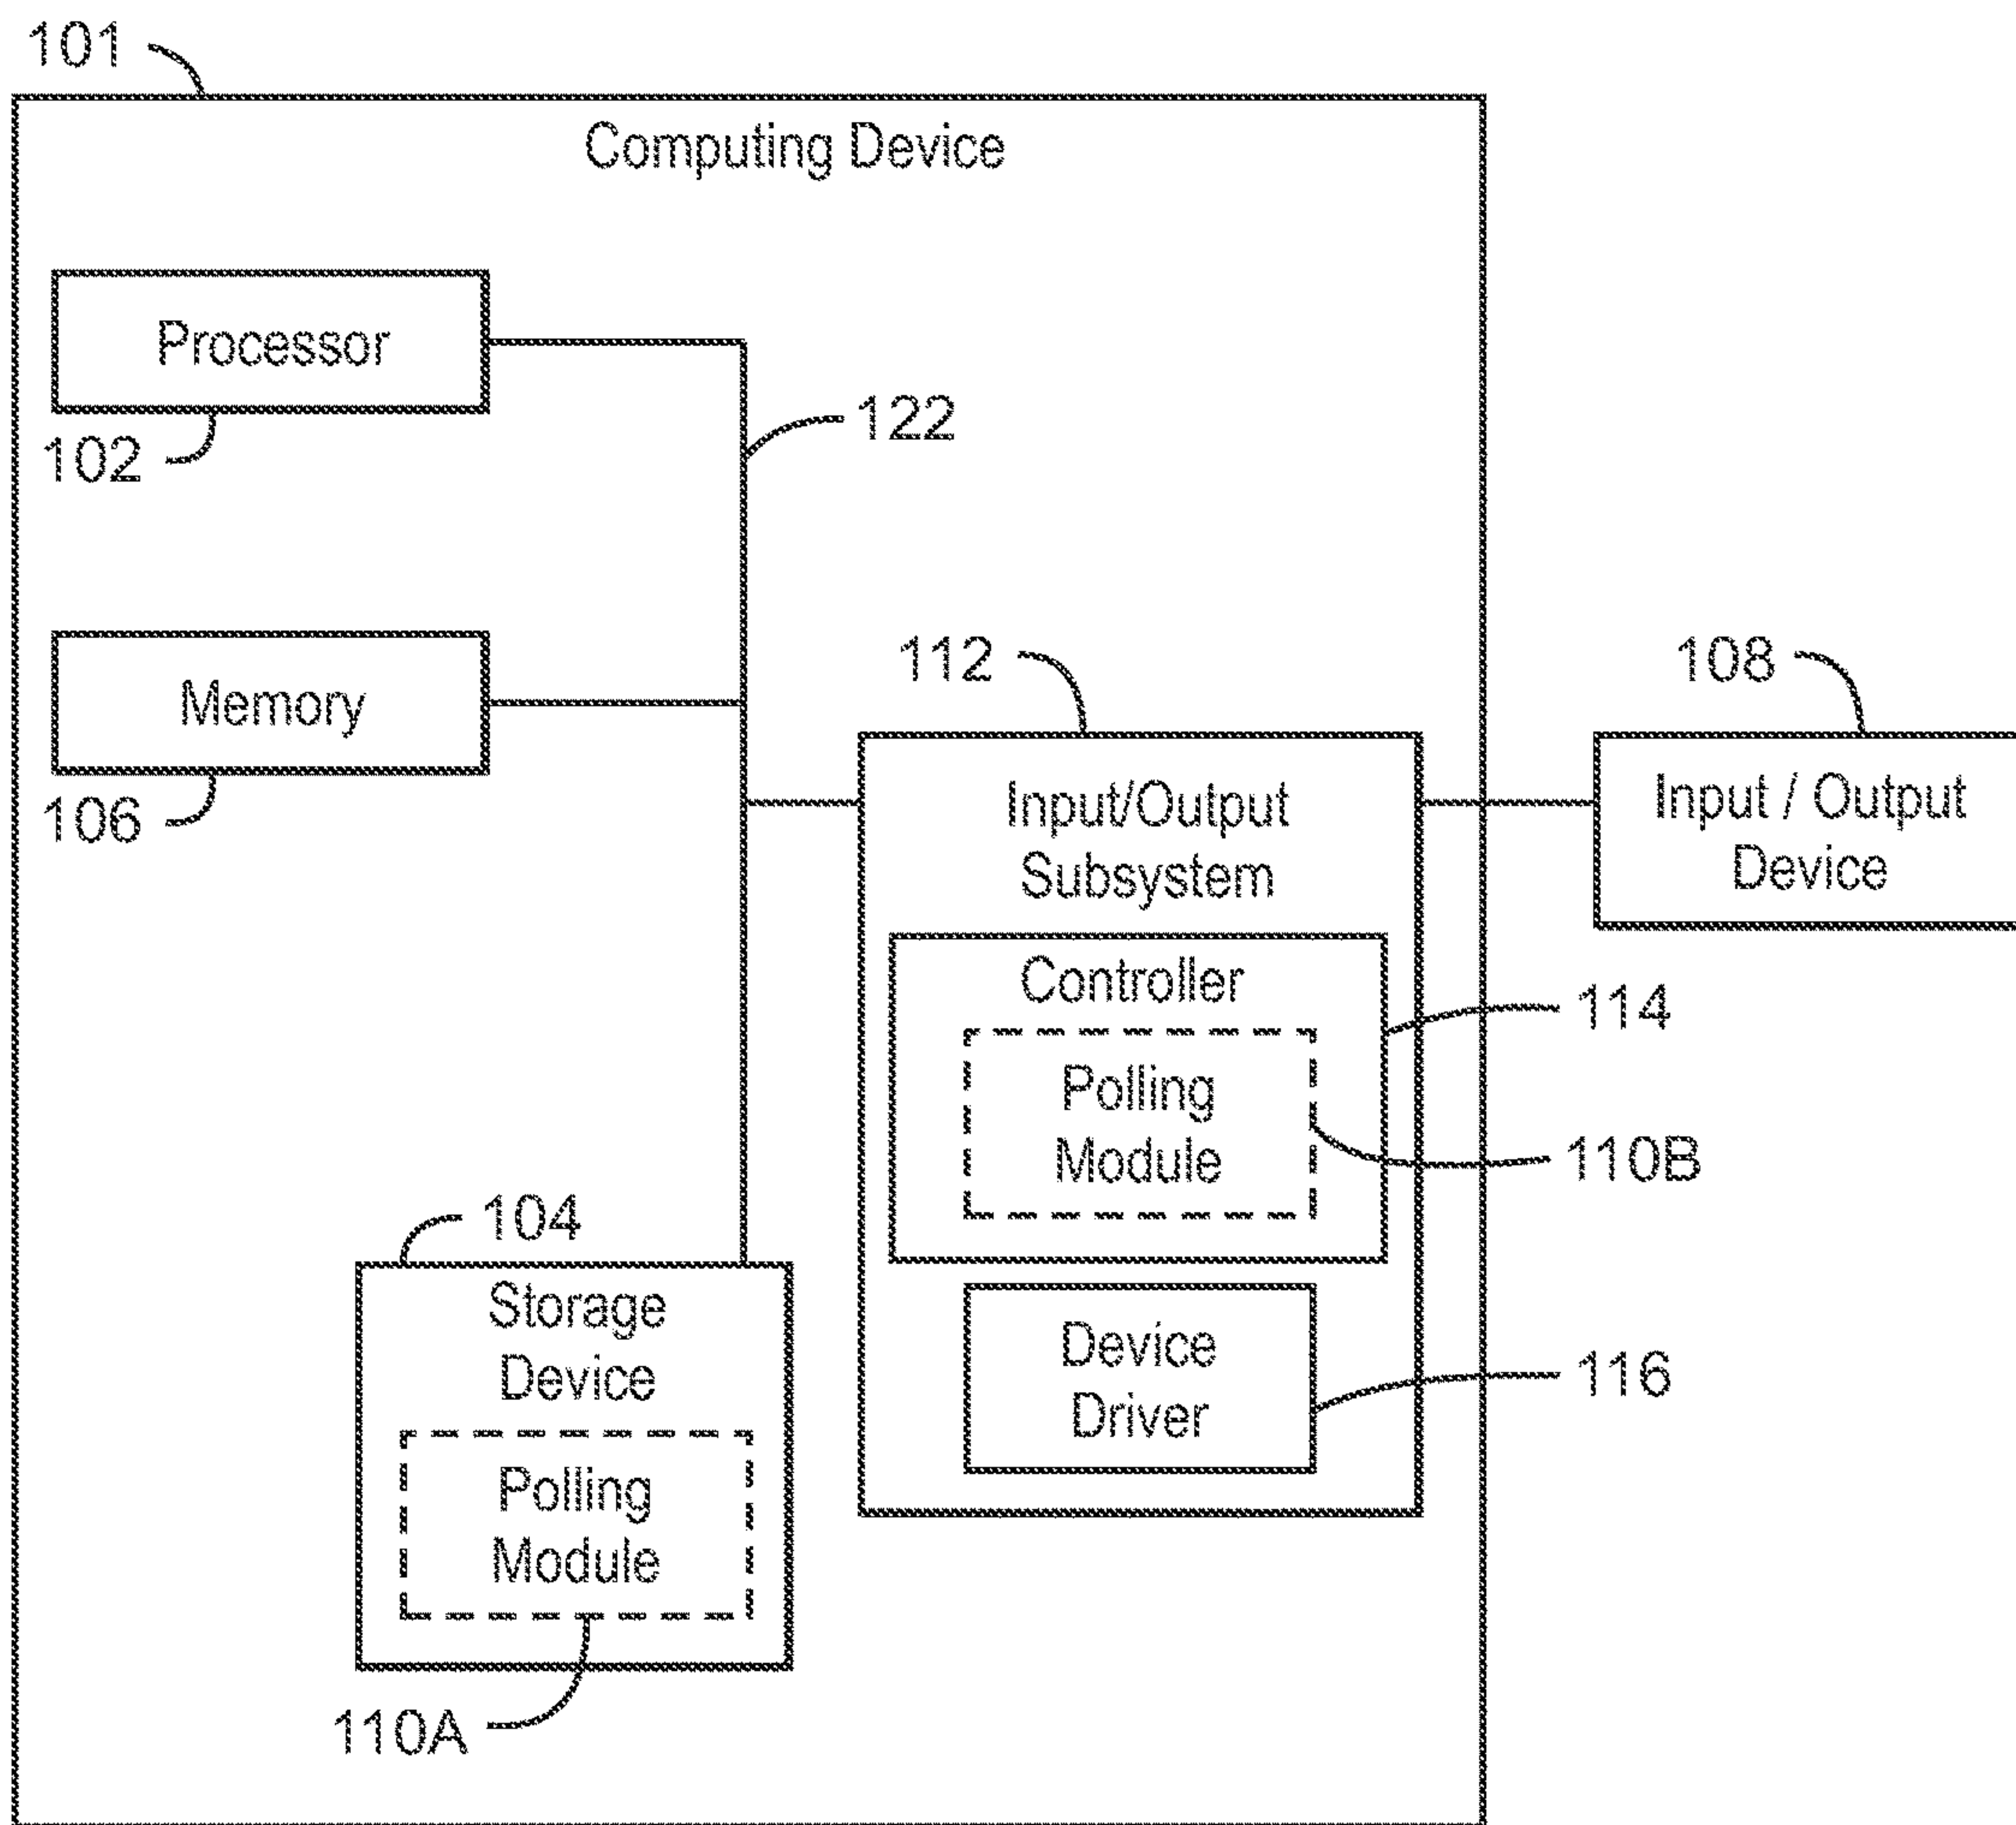 101
Computing Device
Processor
102
122
Memory
106
112
108
Input/Output
Subsystem
Input / Output
Device
Controller
114
Polling
Module
110B
104
Storage
Device
Device
Driver
116
Polling
Module
110A